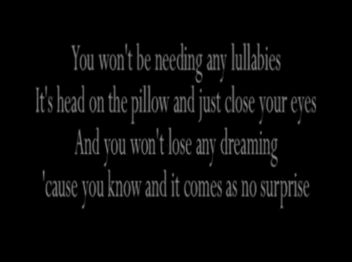 You won't be needing any lullabies
It's head on the pillow and just close your eyes
And you won't lose any dreaming
'cause you know and it comes as no surprise